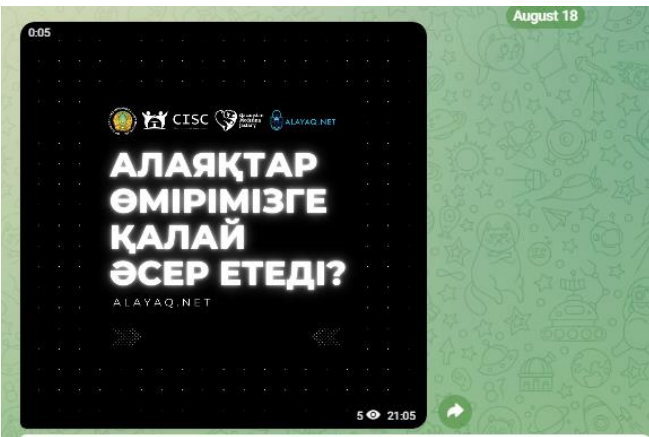 August 18
0:05
CISC
ALAYAQ.NET
АЛАЯҚТАР
ӨМІРІМІЗГЕ
ҚАЛАЙ
ӘСЕР ЕТЕДІ?
ALAYAQ.NET
5 21:05